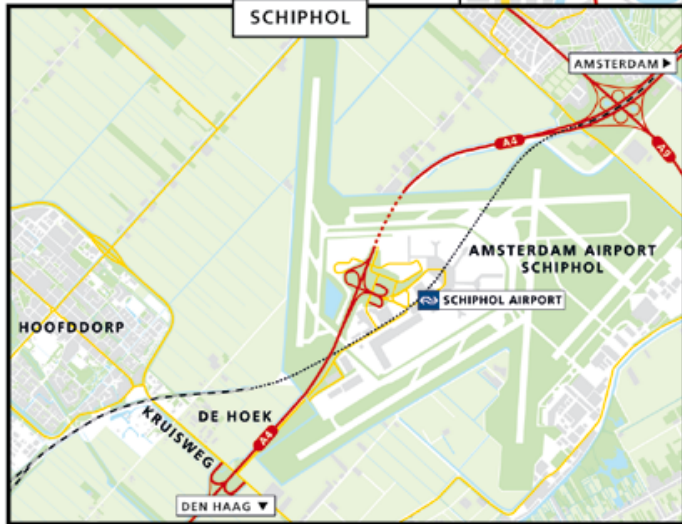 SCHIPHOL
AMSTERDAM ▶
A4
A9
AMSTERDAM AIRPORT
SCHIPHOL
SCHIPHOL AIRPORT
HOOFDDORP
DE HOEK
KRUISWEG
A4
DEN HAAG ▼